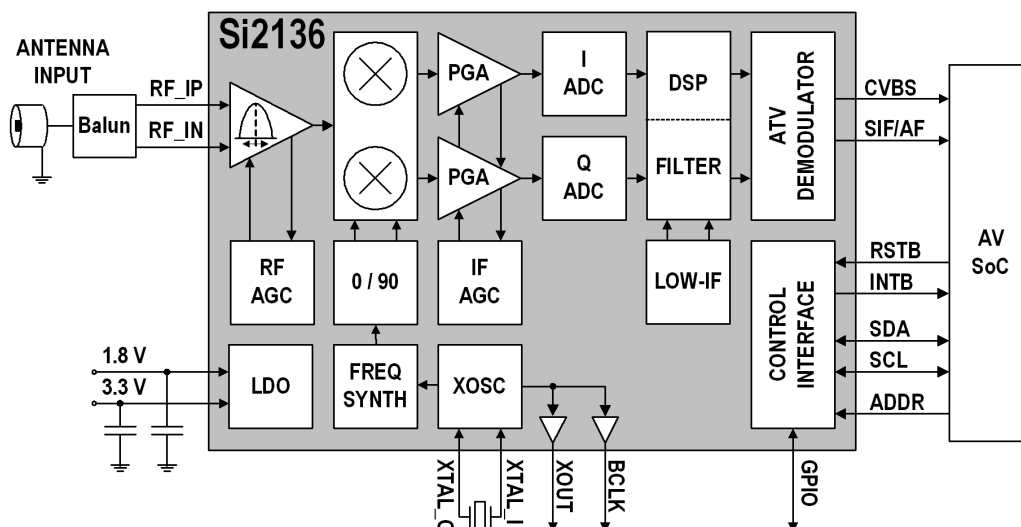 Si2136
ANTENNA
INPUT
RF_IP
RF_IN
Balun
PGA
PGA
I
ADC
Q
ADC
DSP
FILTER
ATV
DEMODULATOR
CVBS
SIF/AF
AV
SoC
RF
AGC
0 / 90
IF
AGC
LOW-IF
CONTROL
INTERFACE
RSTB
INTB
SDA
SCL
ADDR
1.8 V
3.3 V
LDO
FREQ
SYNTH
XOSC
XTAL_O
XTAL_I
XOUT
BCLK
GPIO